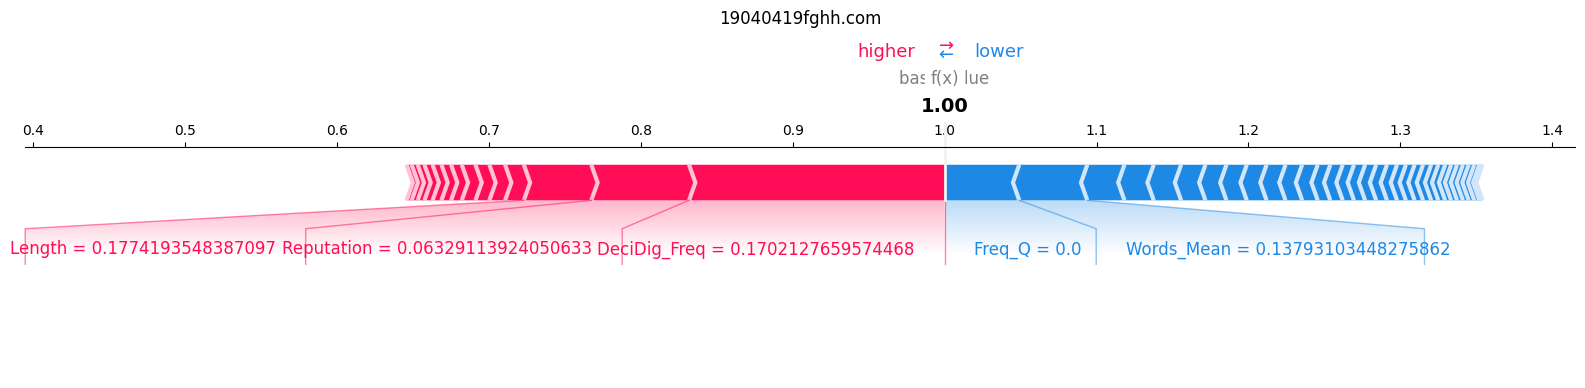 19040419fghh.com
higher ⇄ lower
f(x)
1.00
0.4 0.5 0.6 0.7 0.8 0.9 1.0 1.1 1.2 1.3 1.4
Length = 0.1774193548387097 Reputation = 0.06329113924050633 DeciDig_Freq = 0.1702127659574468 Freq_Q = 0.0 Words_Mean = 0.13793103448275862